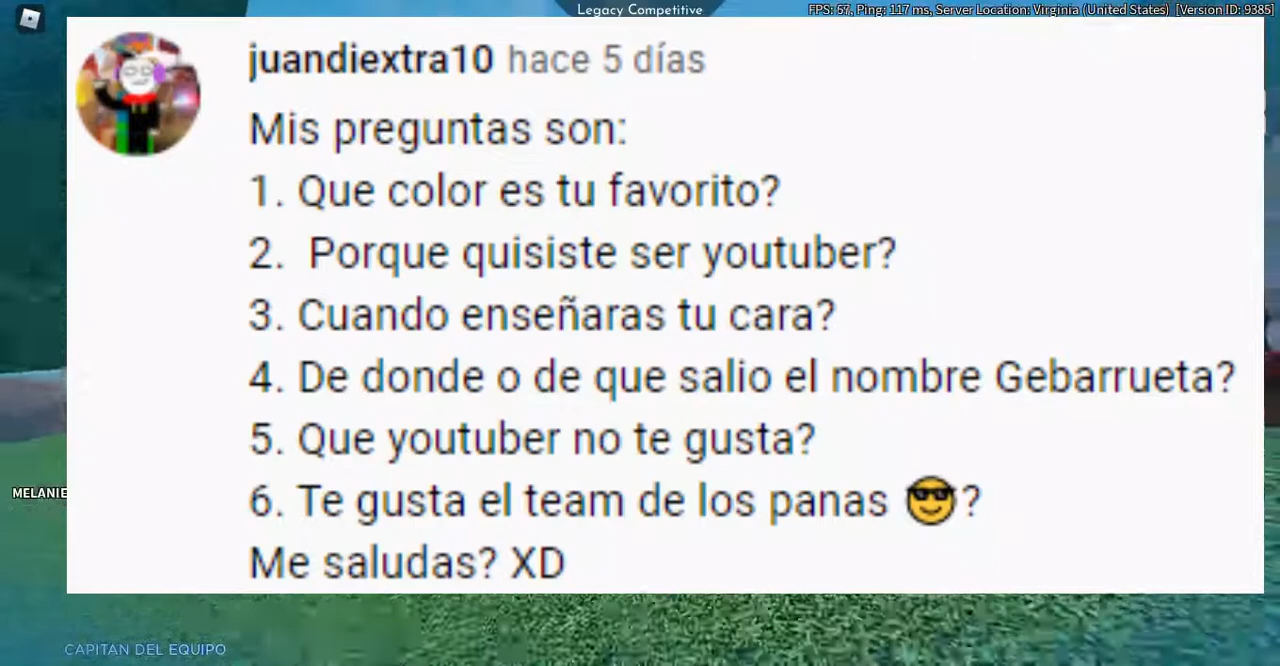 Legacy Competitive
FPS: 57, Ping: 117 ms, Server Location: Virginia (United States) [Version ID: 9385]
juandiextra10 hace 5 días
Mis preguntas son:
1. Que color es tu favorito?
2. Porque quisiste ser youtuber?
3. Cuando enseñaras tu cara?
4. De donde o de que salio el nombre Gebarrueta?
5. Que youtuber no te gusta?
MELANIE
6. Te gusta el team de los panas 😎?
Me saludas? XD
CAPITAN DEL EQUIPO